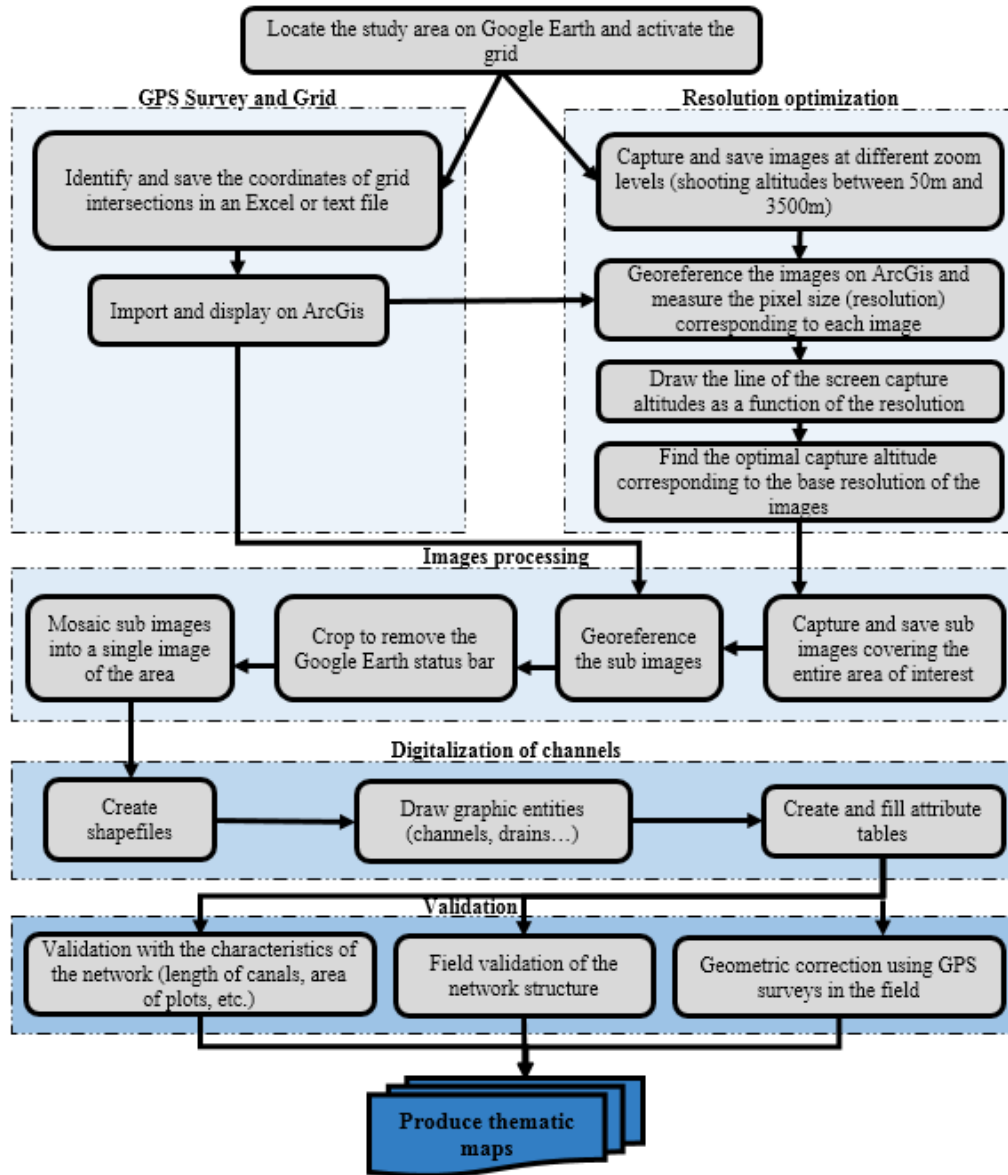 Locate the study area on Google Earth and activate the
grid
GPS Survey and Grid
Identify and save the coordinates of grid
intersections in an Excel or text file
Import and display on ArcGis
Resolution optimization
Capture and save images at different zoom
levels (shooting altitudes between 50m and
3500m)
Georeference the images on ArcGis and
measure the pixel size (resolution)
corresponding to each image
Draw the line of the screen capture
altitudes as a function of the resolution
Find the optimal capture altitude
corresponding to the base resolution of the
images
Images processing
Mosaic sub images
into a single image
of the area
Crop to remove the
Google Earth status bar
Georeference
the sub images
Capture and save sub
images covering the
entire area of interest
Digitalization of channels
Create
shapefiles
Draw graphic entities
(channels, drains…)
Create and fill attribute
tables
Validation
Validation with the characteristics of
the network (length of canals, area
of plots, etc.)
Field validation of the
network structure
Geometric correction using GPS
surveys in the field
Produce thematic
maps